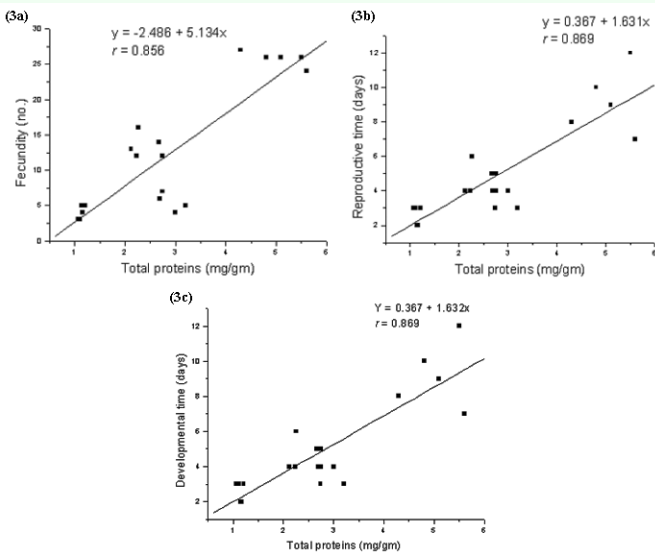 (3a)
y = -2.486 + 5.134x
r = 0.856
30
25
20
15
10
5
0
Fecundity (no.)
1 2 3 4 5 6
Total proteins (mg/gm)
(3b)
y = 0.367 + 1.631x
r = 0.869
12
10
8
6
4
2
Reproductive time (days)
1 2 3 4 5 6
Total proteins (mg/gm)
(3c)
Y = 0.367 + 1.632x
r = 0.869
12
10
8
6
4
2
Developmental time (days)
1 2 3 4 5 6
Total proteins (mg/gm)